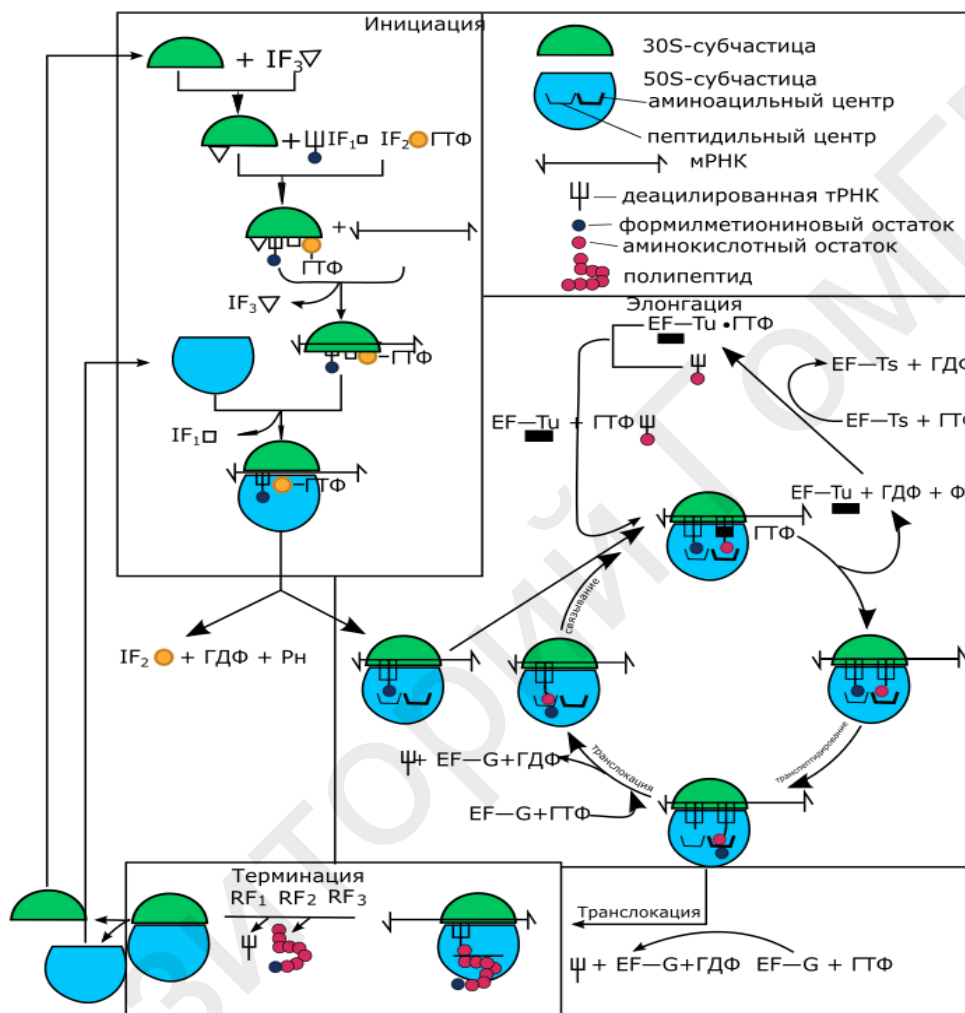 Инициация
+ IF3
+ IF1 IF2 ГТФ
+
ГТФ
IF3
–ГТФ
IF1
–ГТФ
IF2 + ГДФ + Рн
30S-субчастица
50S-субчастица
аминоацильный центр
пептидильный центр
мРНК
деацилированная тРНК
формилметиониновый остаток
аминокислотный остаток
полипептид
Элонгация
EF—Tu •ГТФ
EF—Ts + ГДФ
EF—Tu + ГТФ
EF—Ts + ГТФ
EF—Tu + ГДФ + Ф
ГТФ
связывание
транспептидирование
транслокация
+ EF—G+ГДФ
EF—G+ГТФ
Терминация
RF1 RF2 RF3
Транслокация
+ EF—G+ГДФ EF—G + ГТФ